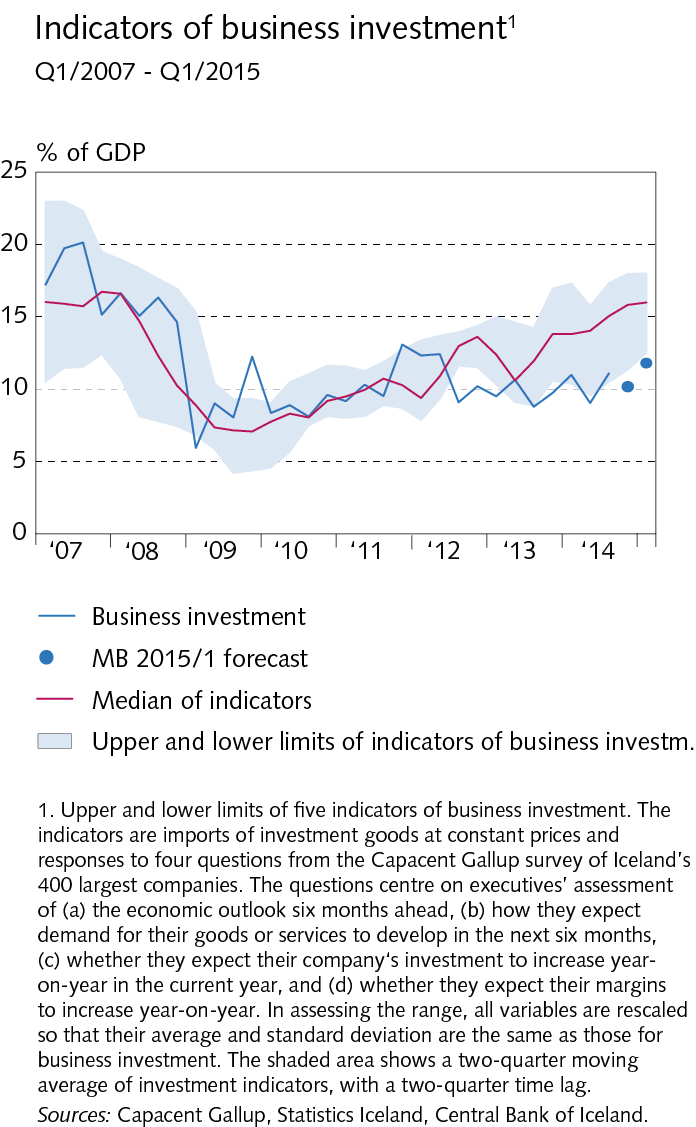 Indicators of business investment¹
Q1/2007 - Q1/2015
% of GDP
25
20
15
10
5
0
‘07 ‘08 ‘09 ‘10 ‘11 ‘12 ‘13 ‘14
Business investment
MB 2015/1 forecast
Median of indicators
Upper and lower limits of indicators of business investm.
1. Upper and lower limits of five indicators of business investment. The
indicators are imports of investment goods at constant prices and
responses to four questions from the Capacent Gallup survey of Iceland’s
400 largest companies. The questions centre on executives’ assessment
of (a) the economic outlook six months ahead, (b) how they expect
demand for their goods or services to develop in the next six months,
(c) whether they expect their company‘s investment to increase year-
on-year in the current year, and (d) whether they expect their margins
to increase year-on-year. In assessing the range, all variables are rescaled
so that their average and standard deviation are the same as those for
business investment. The shaded area shows a two-quarter moving
average of investment indicators, with a two-quarter time lag.
Sources: Capacent Gallup, Statistics Iceland, Central Bank of Iceland.